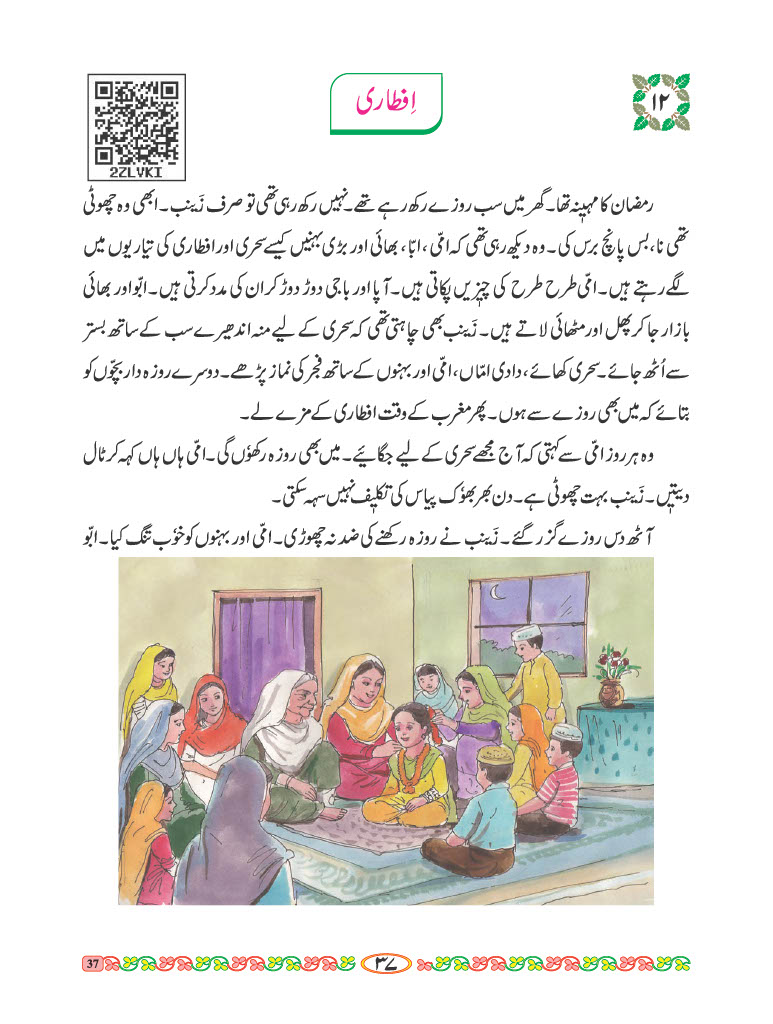 ۱۲
اِفطاری
2ZLVKI
رمضان کا مہینہ تھا۔ گھر میں سب روزے رکھ رہے تھے۔ نہیں رکھ رہی تھی تو صرف زَینب۔ ابھی وہ چھوٹی
تھی نا، بس پانچ برس کی۔ وہ دیکھ رہی تھی کہ امّی، ابّا، بھائی اور بڑی بہنیں کیسے سحری اور افطاری کی تیاریوں میں
لگے رہتے ہیں۔ امّی طرح طرح کی چیزیں پکاتی ہیں۔ آپا اور باجی دوڑ دوڑ کر ان کی مدد کرتی ہیں۔ ابّو اور بھائی
بازار جا کر پھل اور مٹھائی لاتے ہیں۔ زَینب بھی چاہتی تھی کہ سحری کے لیے منہ اندھیرے سب کے ساتھ بستر
سے اُٹھ جائے۔ سحری کھائے، دادی امّاں، امّی اور بہنوں کے ساتھ فجر کی نماز پڑھے۔ دوسرے روزہ دار بچّوں کو
بتائے کہ میں بھی روزے سے ہوں۔ پھر مغرب کے وقت افطاری کے مزے لے۔
وہ ہر روز امّی سے کہتی کہ آج مجھے سحری کے لیے جگائیے۔ میں بھی روزہ رکھوٗں گی۔ امّی ہاں ہاں کہہ کر ٹال
دیتیں۔ زَینب بہت چھوٹی ہے۔ دن بھر بھوٗک پیاس کی تکلیف نہیں سہہ سکتی۔
آٹھ دس روزے گزر گئے۔ زَینب نے روزہ رکھنے کی ضد نہ چھوڑی۔ امّی اور بہنوں کو خوٗب تنگ کیا۔ ابّو
۳۷
37